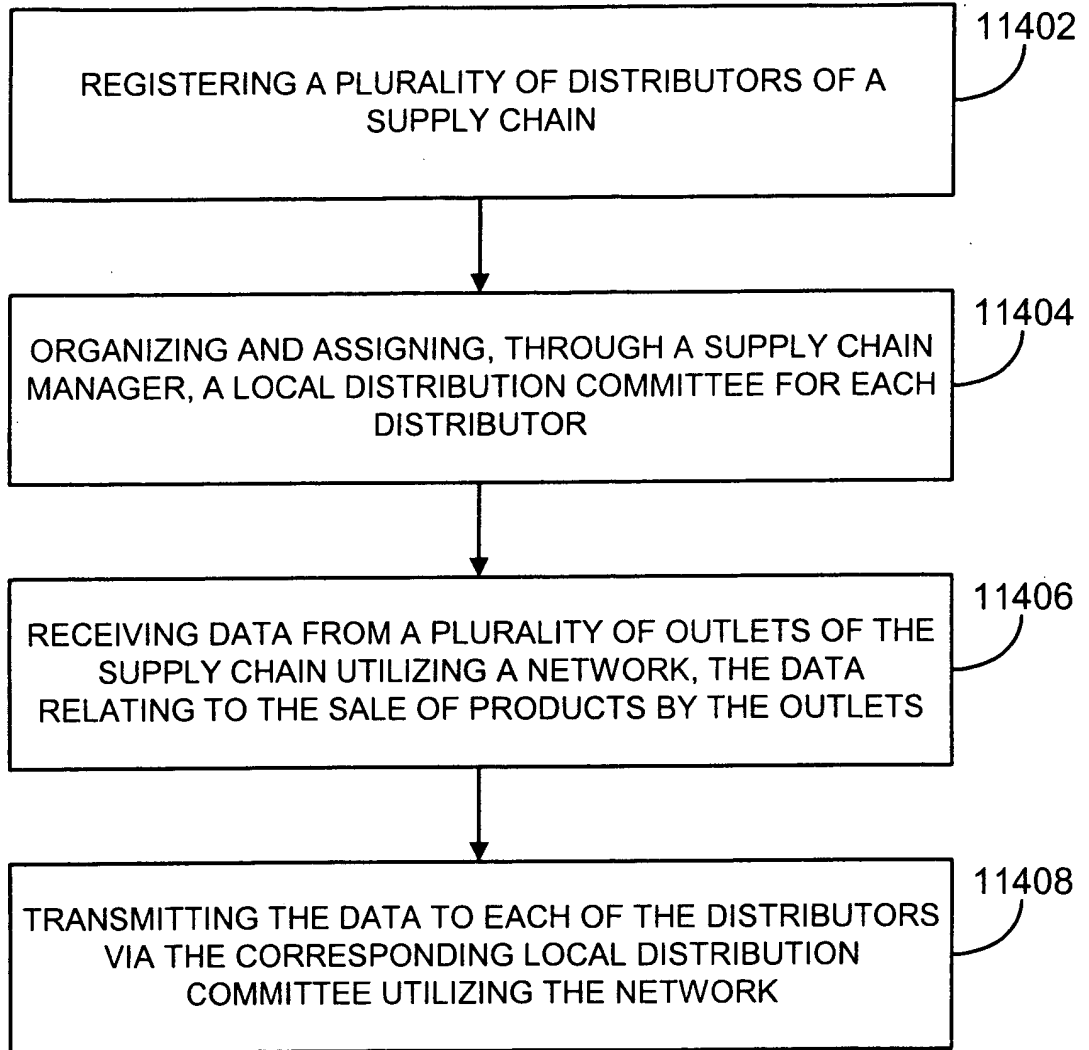 11402
REGISTERING A PLURALITY OF DISTRIBUTORS OF A
SUPPLY CHAIN
11404
ORGANIZING AND ASSIGNING, THROUGH A SUPPLY CHAIN
MANAGER, A LOCAL DISTRIBUTION COMMITTEE FOR EACH
DISTRIBUTOR
11406
RECEIVING DATA FROM A PLURALITY OF OUTLETS OF THE
SUPPLY CHAIN UTILIZING A NETWORK, THE DATA
RELATING TO THE SALE OF PRODUCTS BY THE OUTLETS
11408
TRANSMITTING THE DATA TO EACH OF THE DISTRIBUTORS
VIA THE CORRESPONDING LOCAL DISTRIBUTION
COMMITTEE UTILIZING THE NETWORK